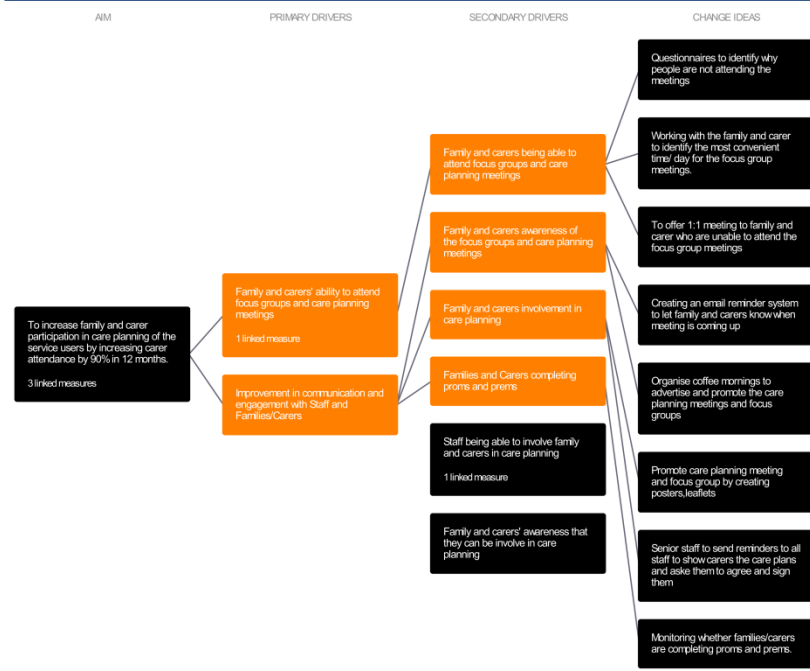 AIM
PRIMARY DRIVERS
SECONDARY DRIVERS
CHANGE IDEAS
To increase family and carer
participation in care planning of the
service users by increasing carer
attendance by 90% in 12 months.
3 linked measures
Family and carers' ability to attend
focus groups and care planning
meetings
1 linked measure
Improvement in communication and
engagement with Staff and
Families/Carers
Family and carers being able to
attend focus groups and care
planning meetings
Family and carers awareness of
the focus groups and care planning
meetings
Family and carers involvement in
care planning
Families and Carers completing
proms and prems
Staff being able to involve family
and carers in care planning
1 linked measure
Family and carers' awareness that
they can be involve in care
planning
Questionnaires to identify why
people are not attending the
meetings
Working with the family and carer
to identify the most convenient
time/ day for the focus group
meetings.
To offer 1:1 meeting to family and
carer who are unable to attend the
focus group meetings
Creating an email reminder system
to let family and carers know when
meeting is coming up
Organise coffee mornings to
advertise and promote the care
planning meetings and focus
groups
Promote care planning meeting
and focus group by creating
posters,leaflets
Senior staff to send reminders to all
staff to show carers the care plans
and aske them to agree and sign
them
Monitoring whether families/carers
are completing proms and prems.